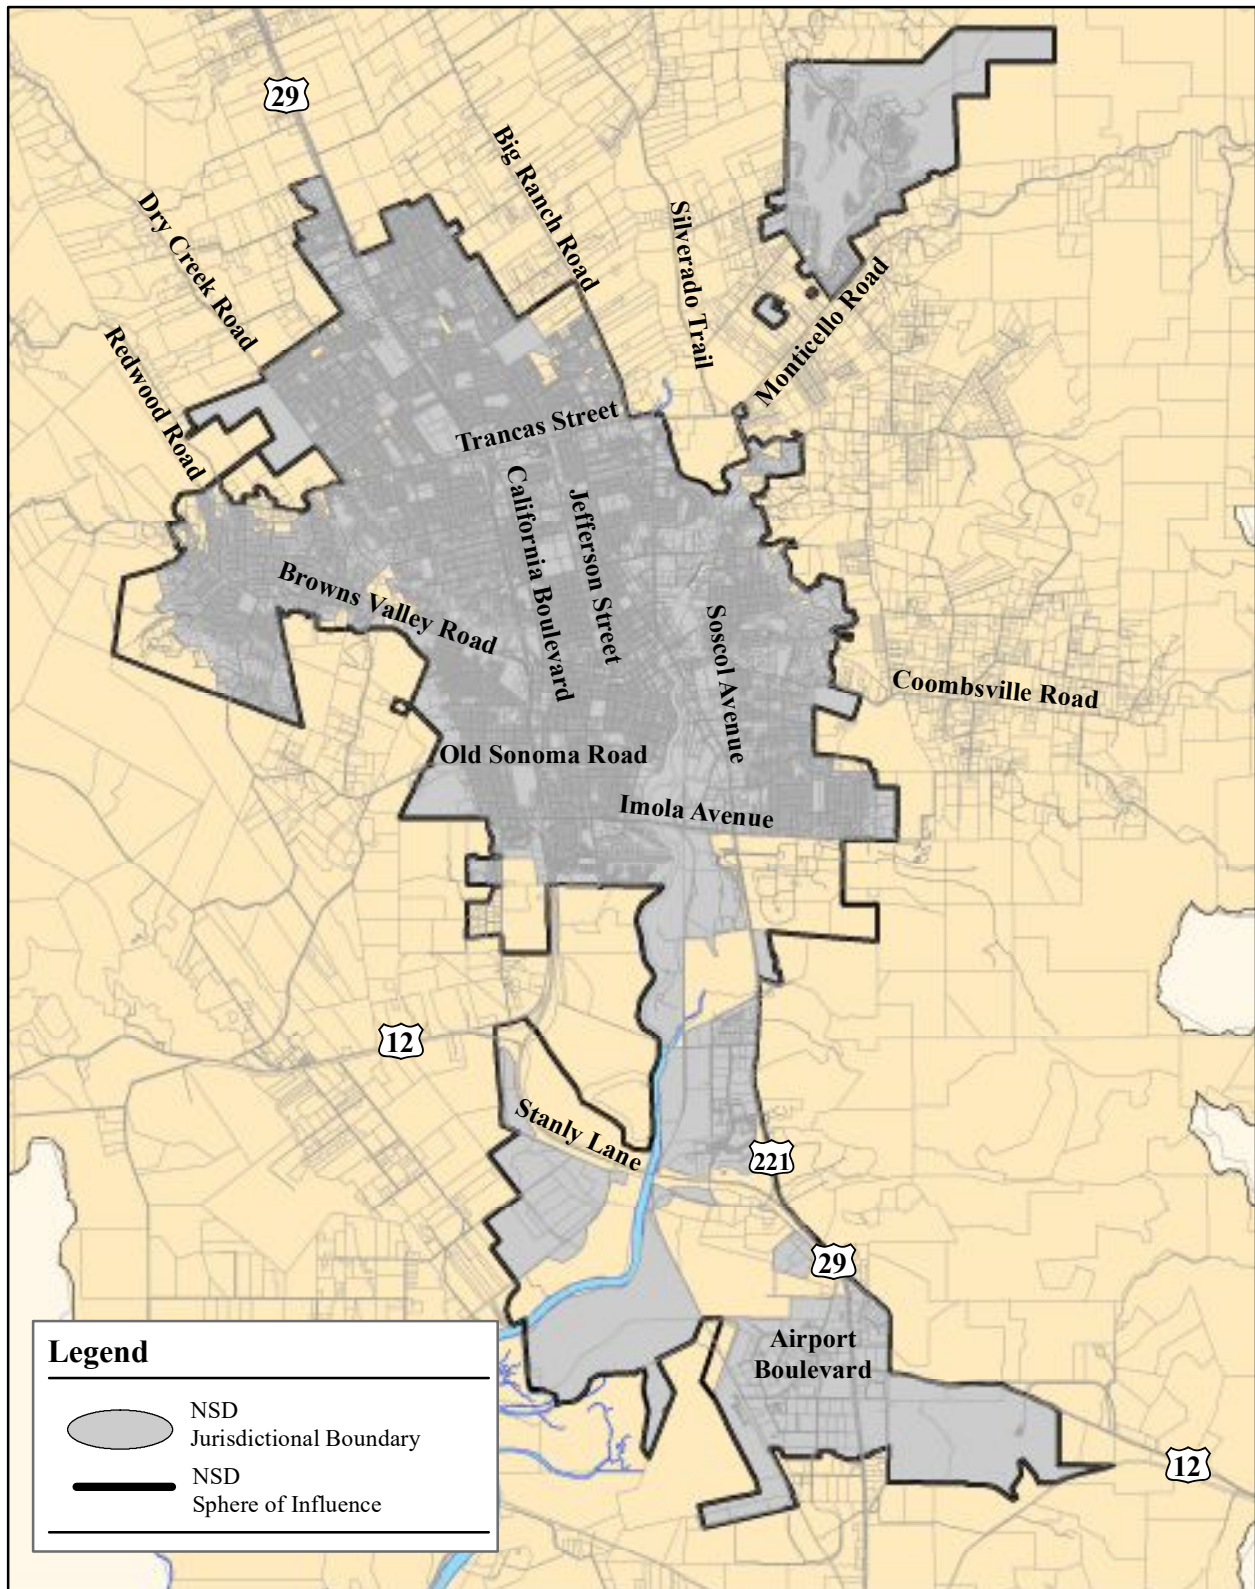 29
Big Ranch Road
Dry Creek Road
Silverado Trail
Monticello Road
Redwood Road
Trancas Street
California Boulevard
Jefferson Street
Browns Valley Road
Soscol Avenue
Coombsville Road
Old Sonoma Road
Imola Avenue
12
Stanly Lane
221
29
Airport
Boulevard
12
Legend
NSD
Jurisdictional Boundary
NSD
Sphere of Influence